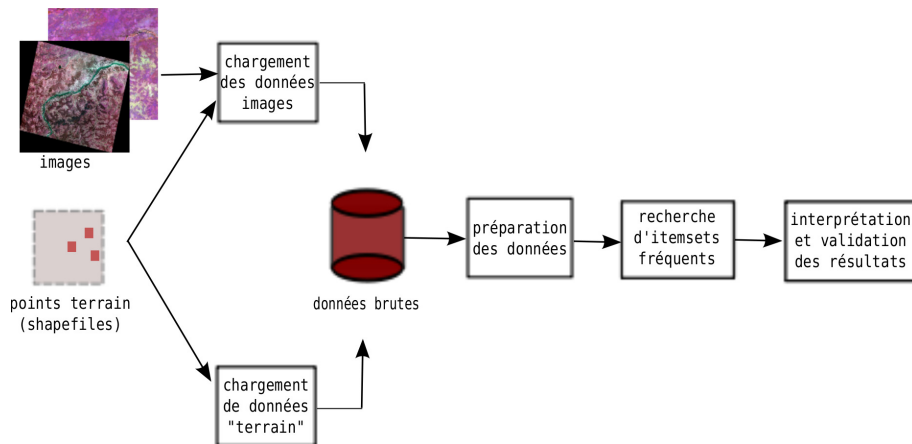 chargement
des données
images
images
points terrain
(shapefiles)
données brutes
préparation
des données
recherche
d'itemsets
fréquents
interprétation
et validation
des résultats
chargement
de données
"terrain"